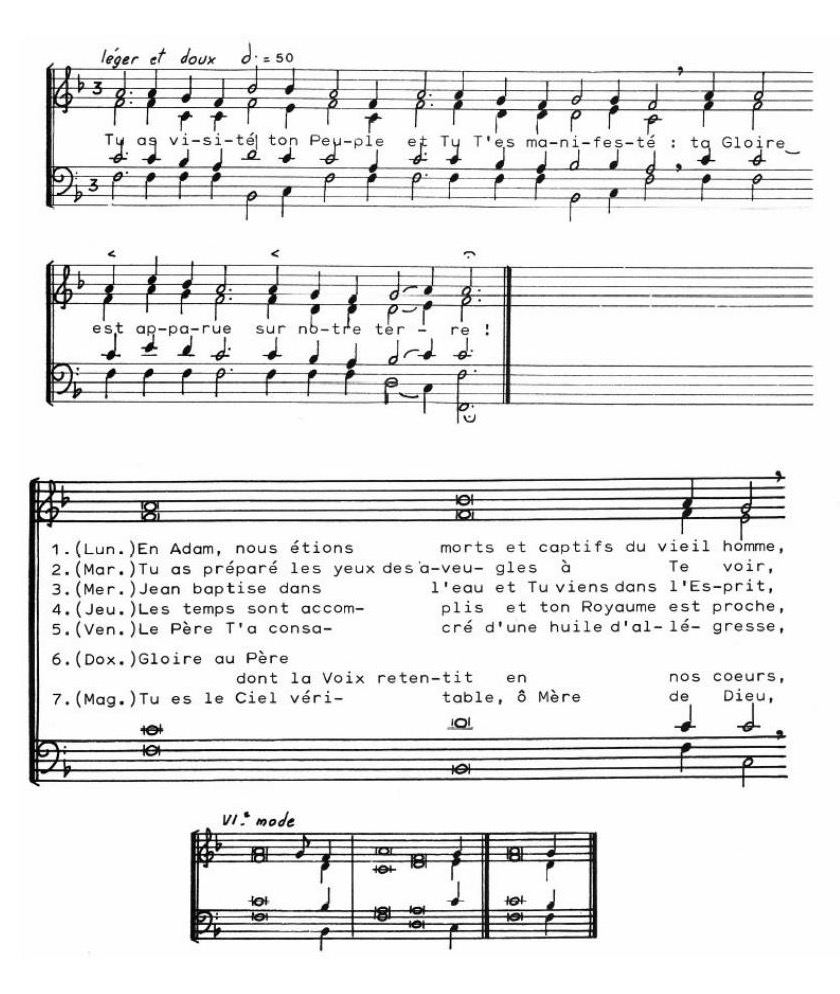 léger et doux = 50
3
Tu as vi-si-té ton Peu-ple et Tu T'es ma-ni-fes-té : ta Gloire
3
est ap-pa-rue sur no-tre ter - re !
1.(Lun.)En Adam, nous étions morts et captifs du vieil homme,
2.(Mar.)Tu as préparé les yeux des a-veu- gles à Te voir,
3.(Mer.)Jean baptise dans l'eau et Tu viens dans l'Es-prit,
4.(Jeu.)Les temps sont accom- plis et ton Royaume est proche,
5.(Ven.)Le Père T'a consa- cré d'une huile d'al-lé- gresse,
6.(Dox.)Gloire au Père
dont la Voix reten-tit en nos coeurs,
7.(Mag.)Tu es le Ciel véri- table, ô Mère de Dieu,
VI.e mode